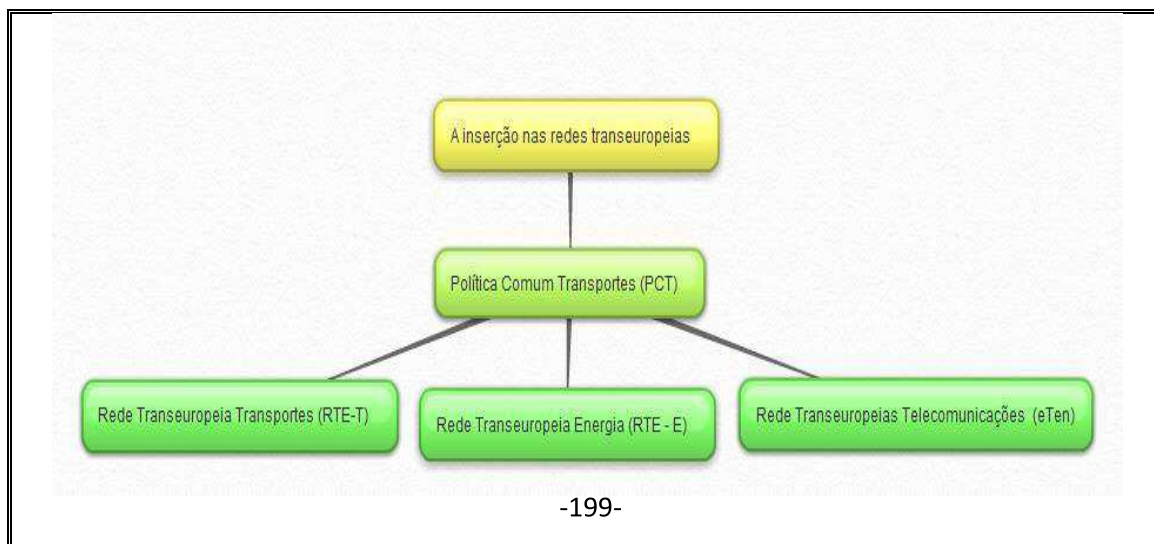 A inserção nas redes transeuropeias
Política Comum Transportes (PCT)
Rede Transeuropeia Transportes (RTE-T)
Rede Transeuropeia Energia (RTE - E)
Rede Transeuropeias Telecomunicações (eTen)
-199-